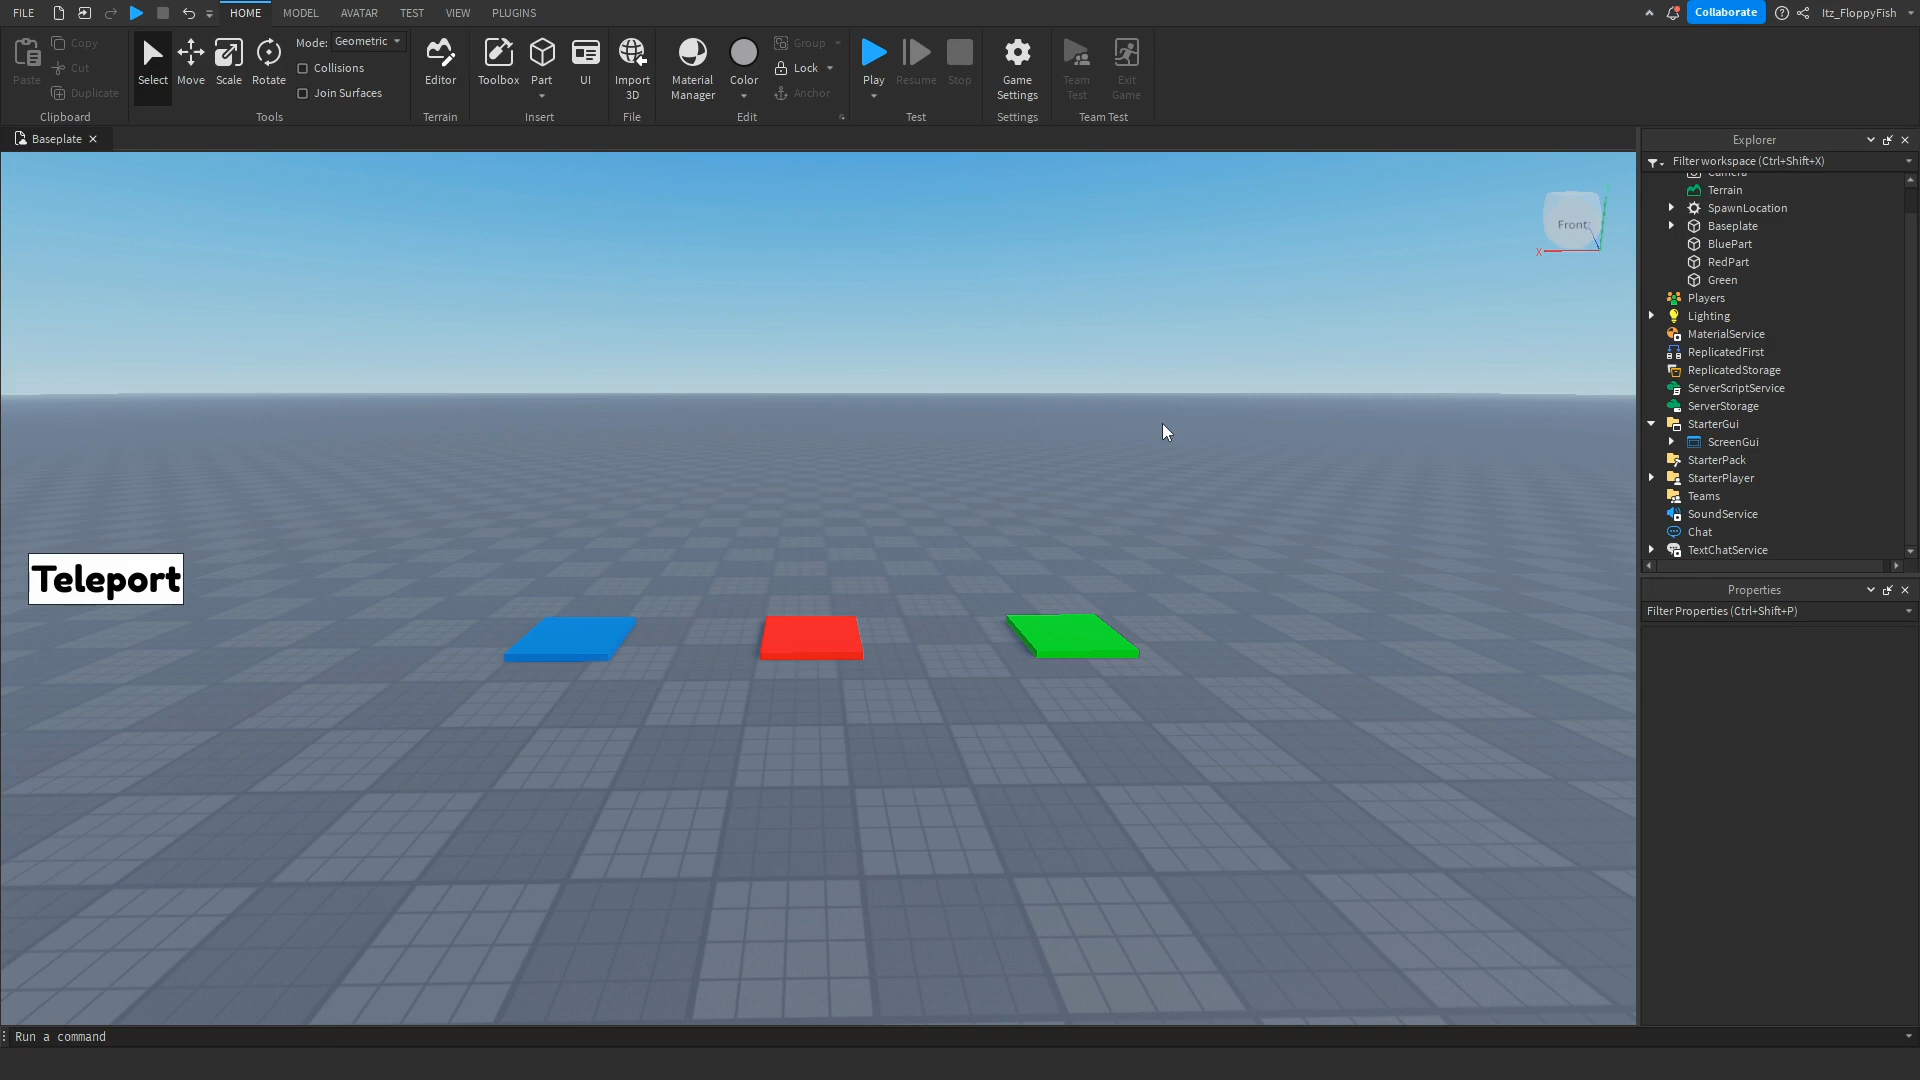 FILE HOME MODEL AVATAR TEST VIEW PLUGINS Collaborate Itz_FloppyFish
Paste
Copy
Cut
Duplicate
Clipboard
Select Move Scale Rotate
Mode: Geometric
Collisions
Join Surfaces
Tools
Editor
Terrain
Toolbox Part UI
Insert
Import
3D
File
Material
Manager
Color
Group
Lock
Anchor
Edit
Play Resume Stop
Test
Game
Settings
Settings
Team
Test
Exit
Game
Team Test
Baseplate
Front
X
Teleport
Explorer
Filter workspace (Ctrl+Shift+X)
Camera
Terrain
SpawnLocation
Baseplate
BluePart
RedPart
Green
Players
Lighting
MaterialService
ReplicatedFirst
ReplicatedStorage
ServerScriptService
ServerStorage
StarterGui
ScreenGui
StarterPack
StarterPlayer
Teams
SoundService
Chat
TextChatService
Properties
Filter Properties (Ctrl+Shift+P)
Run a command